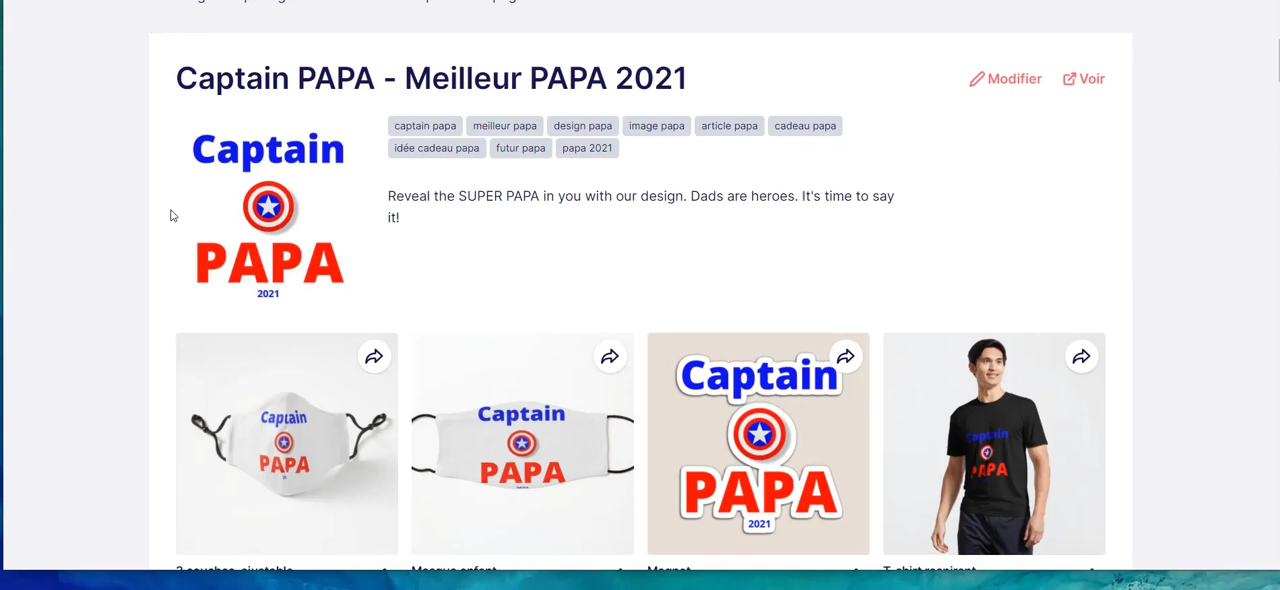 Captain PAPA - Meilleur PAPA 2021
Modifier
Voir
captain papa
meilleur papa
design papa
image papa
article papa
cadeau papa
idée cadeau papa
futur papa
papa 2021
Captain
PAPA
2021
Reveal the SUPER PAPA in you with our design. Dads are heroes. It's time to say
it!
Captain
PAPA
Captain
PAPA
Captain
PAPA
2021
Captain
PAPA